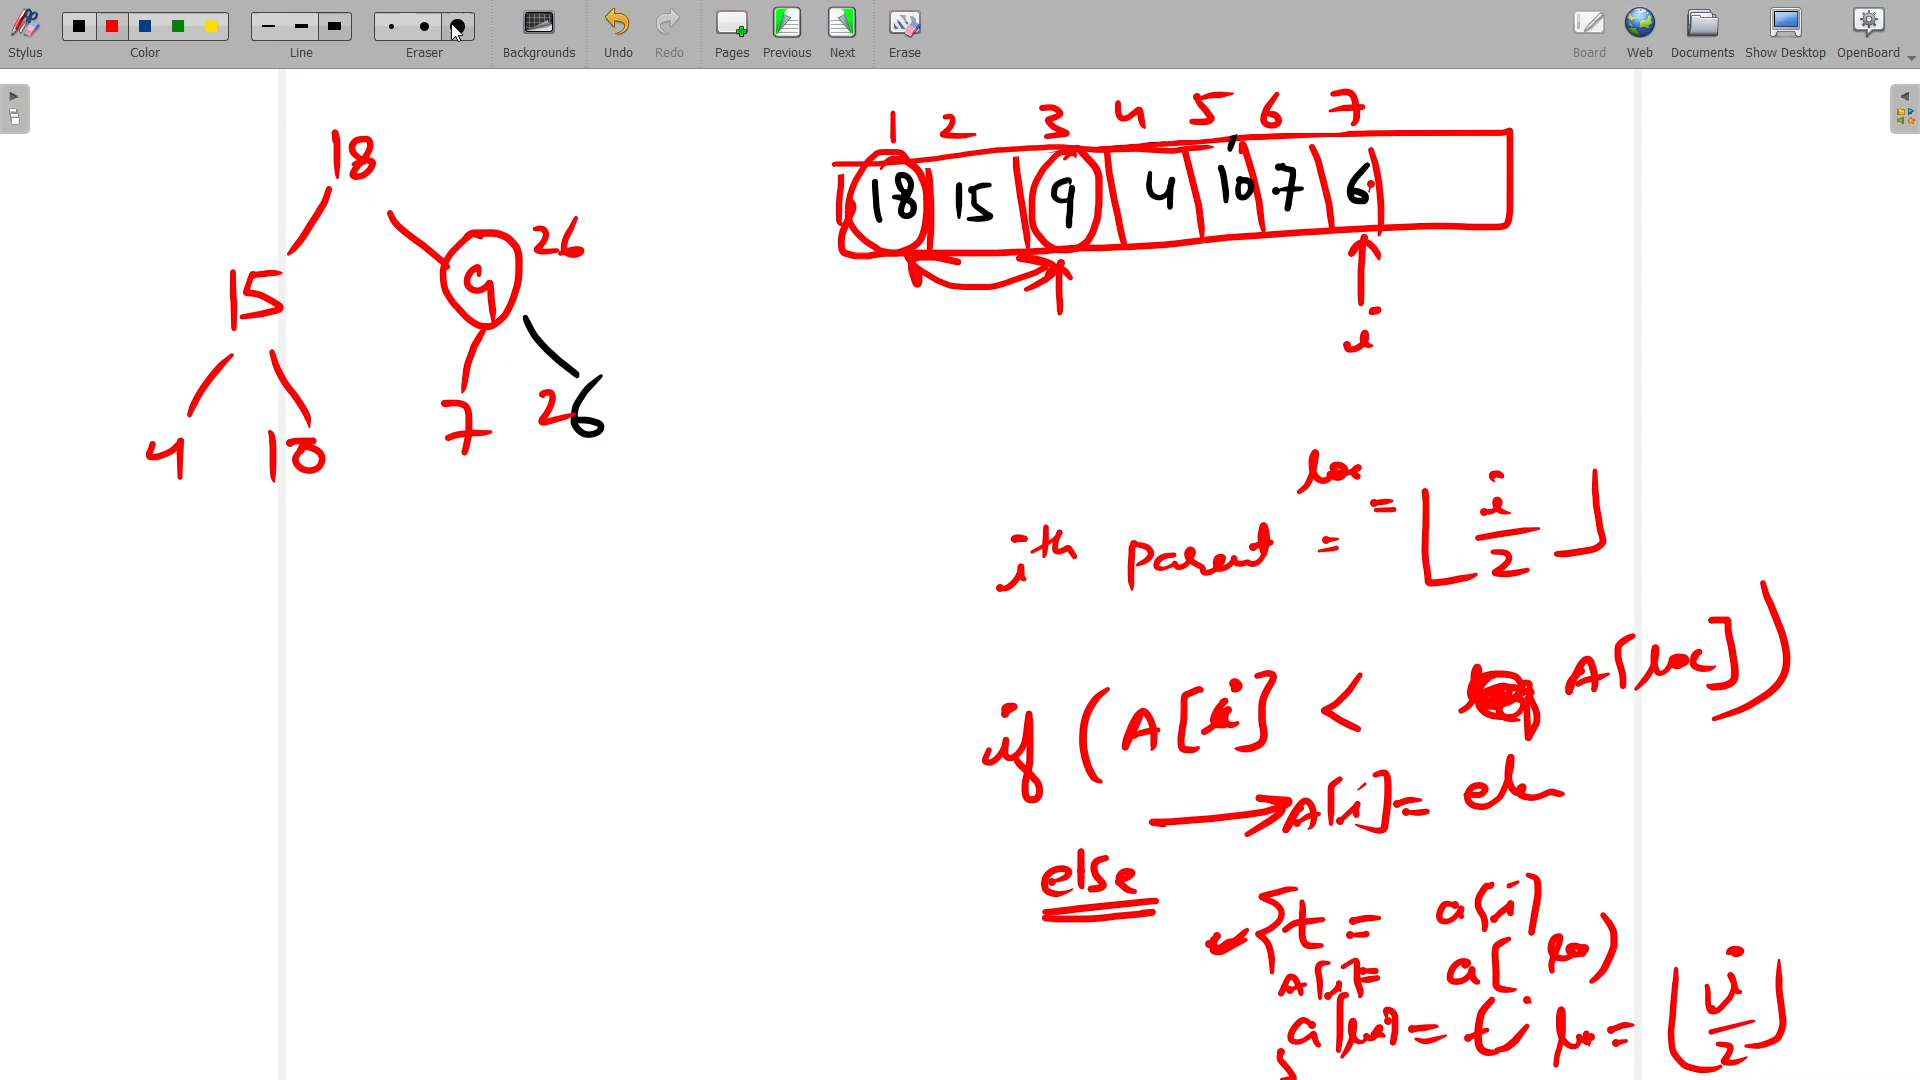 Stylus Color Line Eraser Backgrounds Undo Redo Pages Previous Next Erase Board Web Documents Show Desktop OpenBoard
1 2 3 4 5 6 7
18 15 9 4 10 7 6
i
18
15 9 26
4 10 7 26
loc
ith parent = = ⌊ i/2 ⌋
if ( A[i] < A[loc] )
A[i] = ele
else
{ t = a[i]
A[i] = a[loc)
a[loc] = t loc = ⌊ i/2 ⌋
}